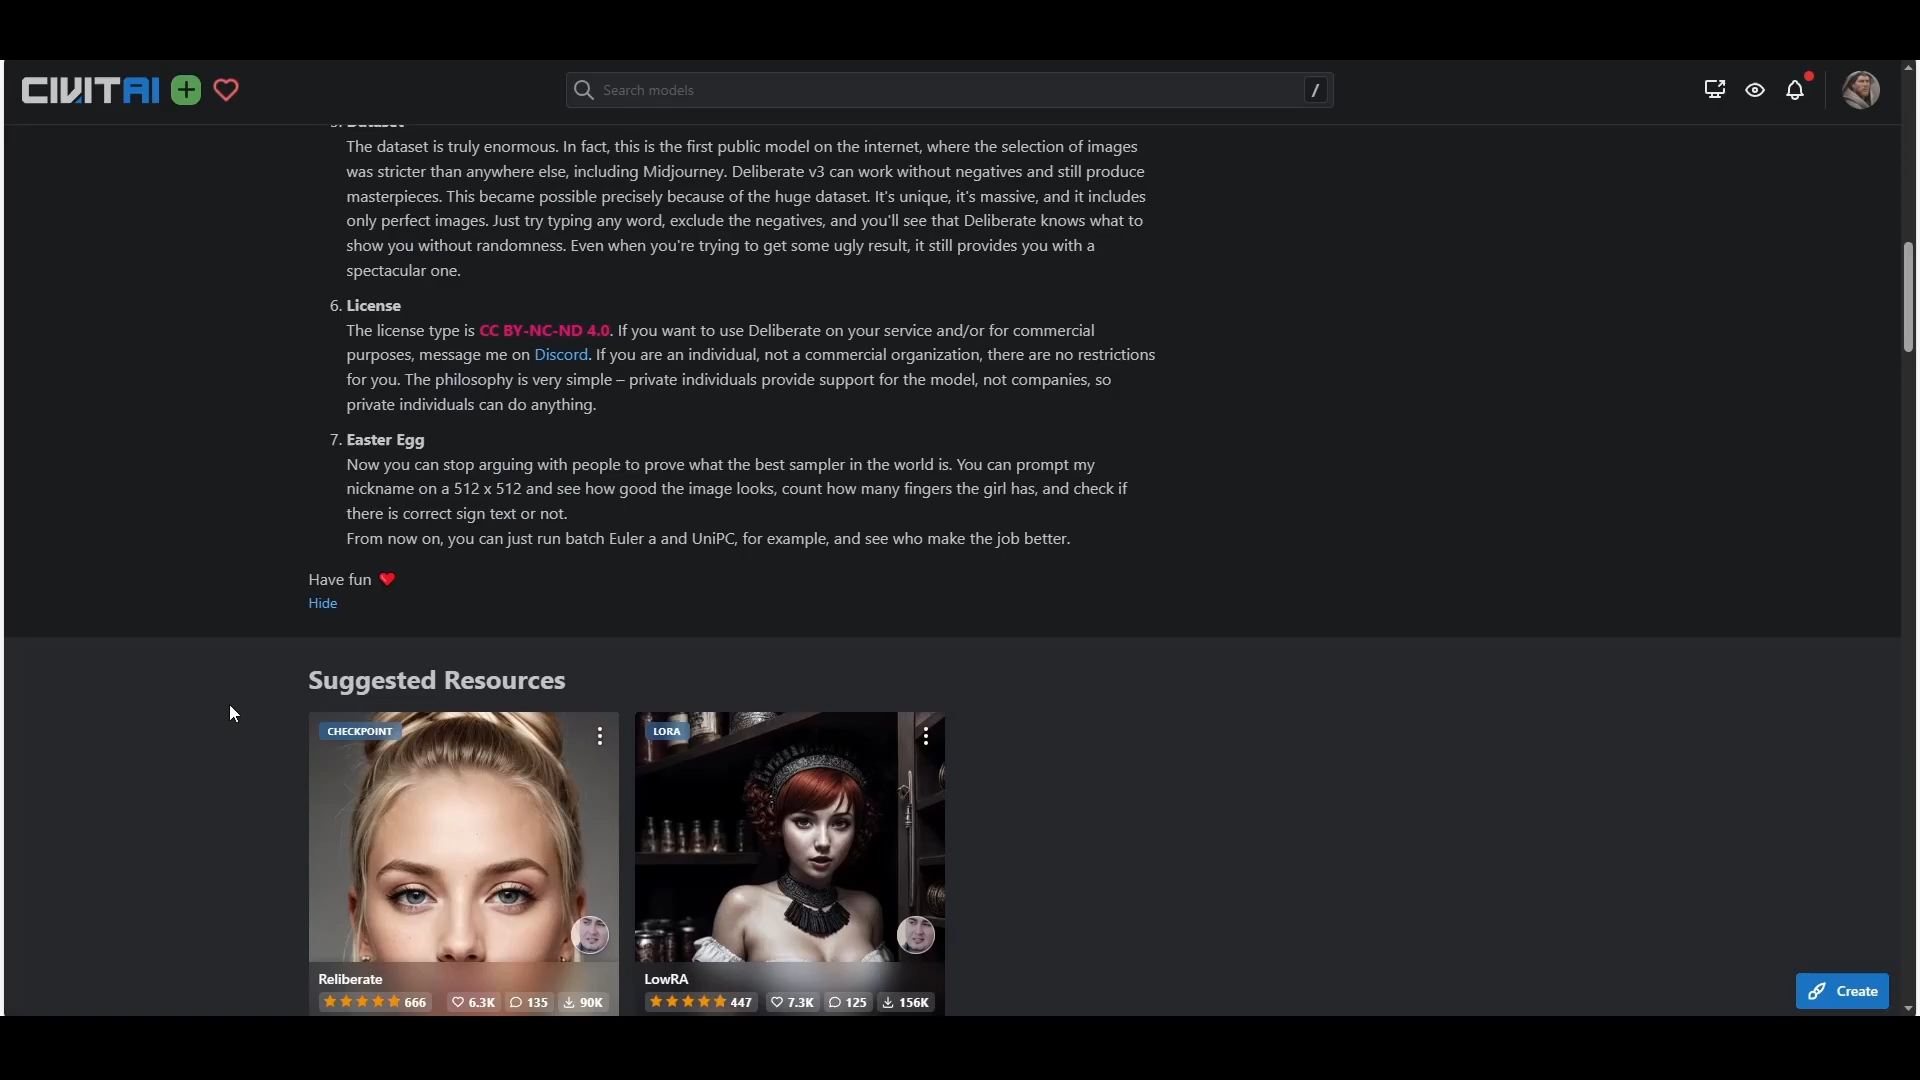 CIVITAI
Search models
/
5. Dataset
The dataset is truly enormous. In fact, this is the first public model on the internet, where the selection of images
was stricter than anywhere else, including Midjourney. Deliberate v3 can work without negatives and still produce
masterpieces. This became possible precisely because of the huge dataset. It's unique, it's massive, and it includes
only perfect images. Just try typing any word, exclude the negatives, and you'll see that Deliberate knows what to
show you without randomness. Even when you're trying to get some ugly result, it still provides you with a
spectacular one.
6. License
The license type is CC BY-NC-ND 4.0. If you want to use Deliberate on your service and/or for commercial
purposes, message me on Discord. If you are an individual, not a commercial organization, there are no restrictions
for you. The philosophy is very simple – private individuals provide support for the model, not companies, so
private individuals can do anything.
7. Easter Egg
Now you can stop arguing with people to prove what the best sampler in the world is. You can prompt my
nickname on a 512 x 512 and see how good the image looks, count how many fingers the girl has, and check if
there is correct sign text or not.
From now on, you can just run batch Euler a and UniPC, for example, and see who make the job better.
Have fun ❤
Hide
Suggested Resources
CHECKPOINT
LORA
Reliberate
666 6.3K 135 90K
LowRA
447 7.3K 125 156K
Create